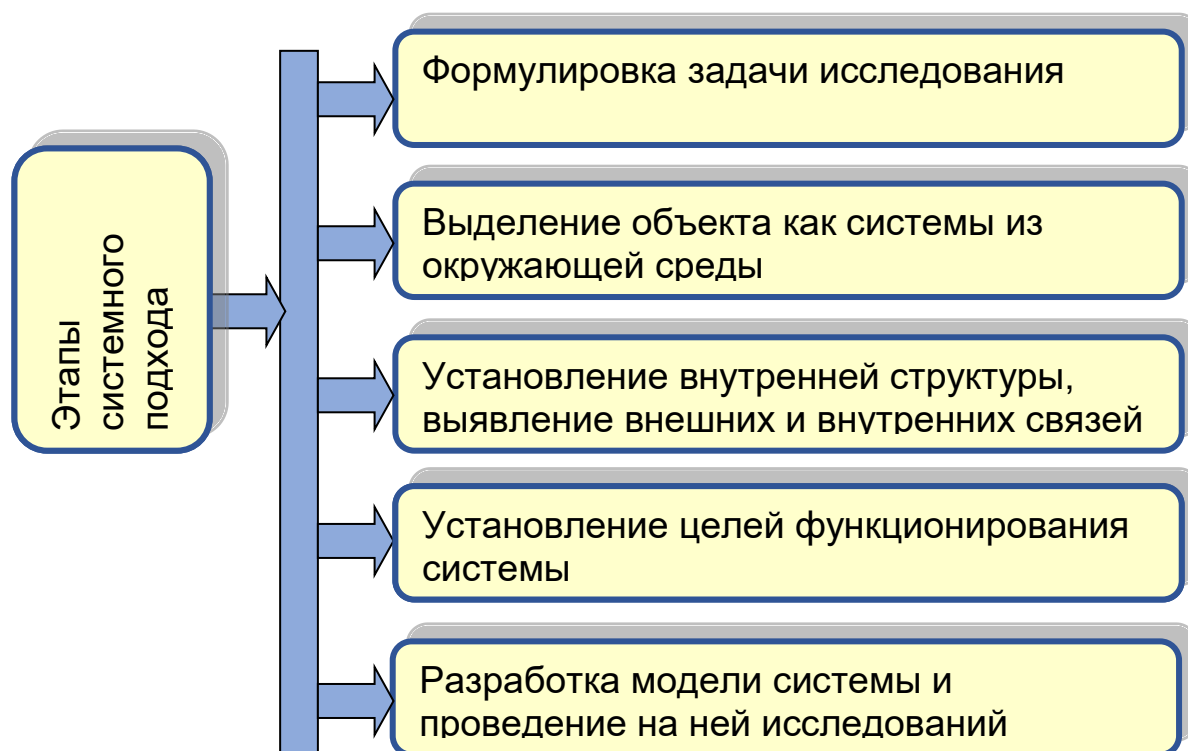 Этапы
системного
подхода
Формулировка задачи исследования
Выделение объекта как системы из
окружающей среды
Установление внутренней структуры,
выявление внешних и внутренних связей
Установление целей функционирования
системы
Разработка модели системы и
проведение на ней исследований